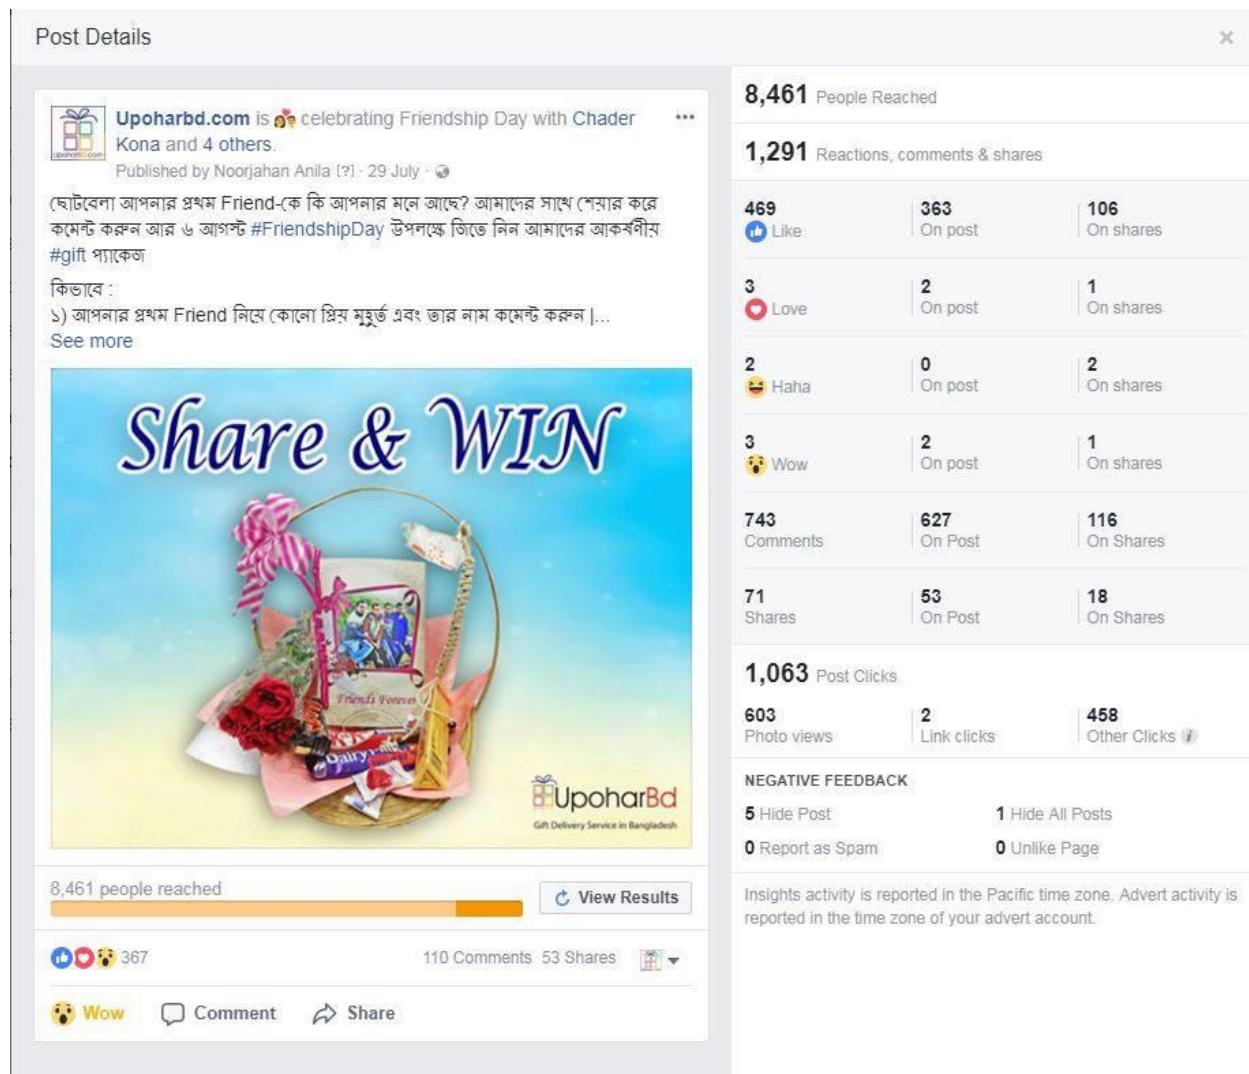 Post Details
Upoharbd.com is celebrating Friendship Day with Chader
Kona and 4 others.
Published by Noorjahan Anila [?] · 29 July ·
ছোটবেলা আপনার প্রথম Friend-কে কি আপনার মনে আছে? আমাদের সাথে শেয়ার করে
কমেন্ট করুন আর ৬ আগস্ট #FriendshipDay উপলক্ষে জিতে নিন আমাদের আকর্ষণীয়
#gift প্যাকেজ
কিভাবে :
১) আপনার প্রথম Friend নিয়ে কোনো প্রিয় মুহূর্ত এবং তার নাম কমেন্ট করুন |...
See more
Share & WIN
Friends Forever
Dairy
UpoharBd
Gift Delivery Service in Bangladesh
8,461 people reached
View Results
367
110 Comments 53 Shares
Wow Comment Share
8,461 People Reached
1,291 Reactions, comments & shares
469 363 106
Like On post On shares
3 2 1
Love On post On shares
2 0 2
Haha On post On shares
3 2 1
Wow On post On shares
743 627 116
Comments On Post On Shares
71 53 18
Shares On Post On Shares
1,063 Post Clicks
603 2 458
Photo views Link clicks Other Clicks i
NEGATIVE FEEDBACK
5 Hide Post 1 Hide All Posts
0 Report as Spam 0 Unlike Page
Insights activity is reported in the Pacific time zone. Advert activity is
reported in the time zone of your advert account.